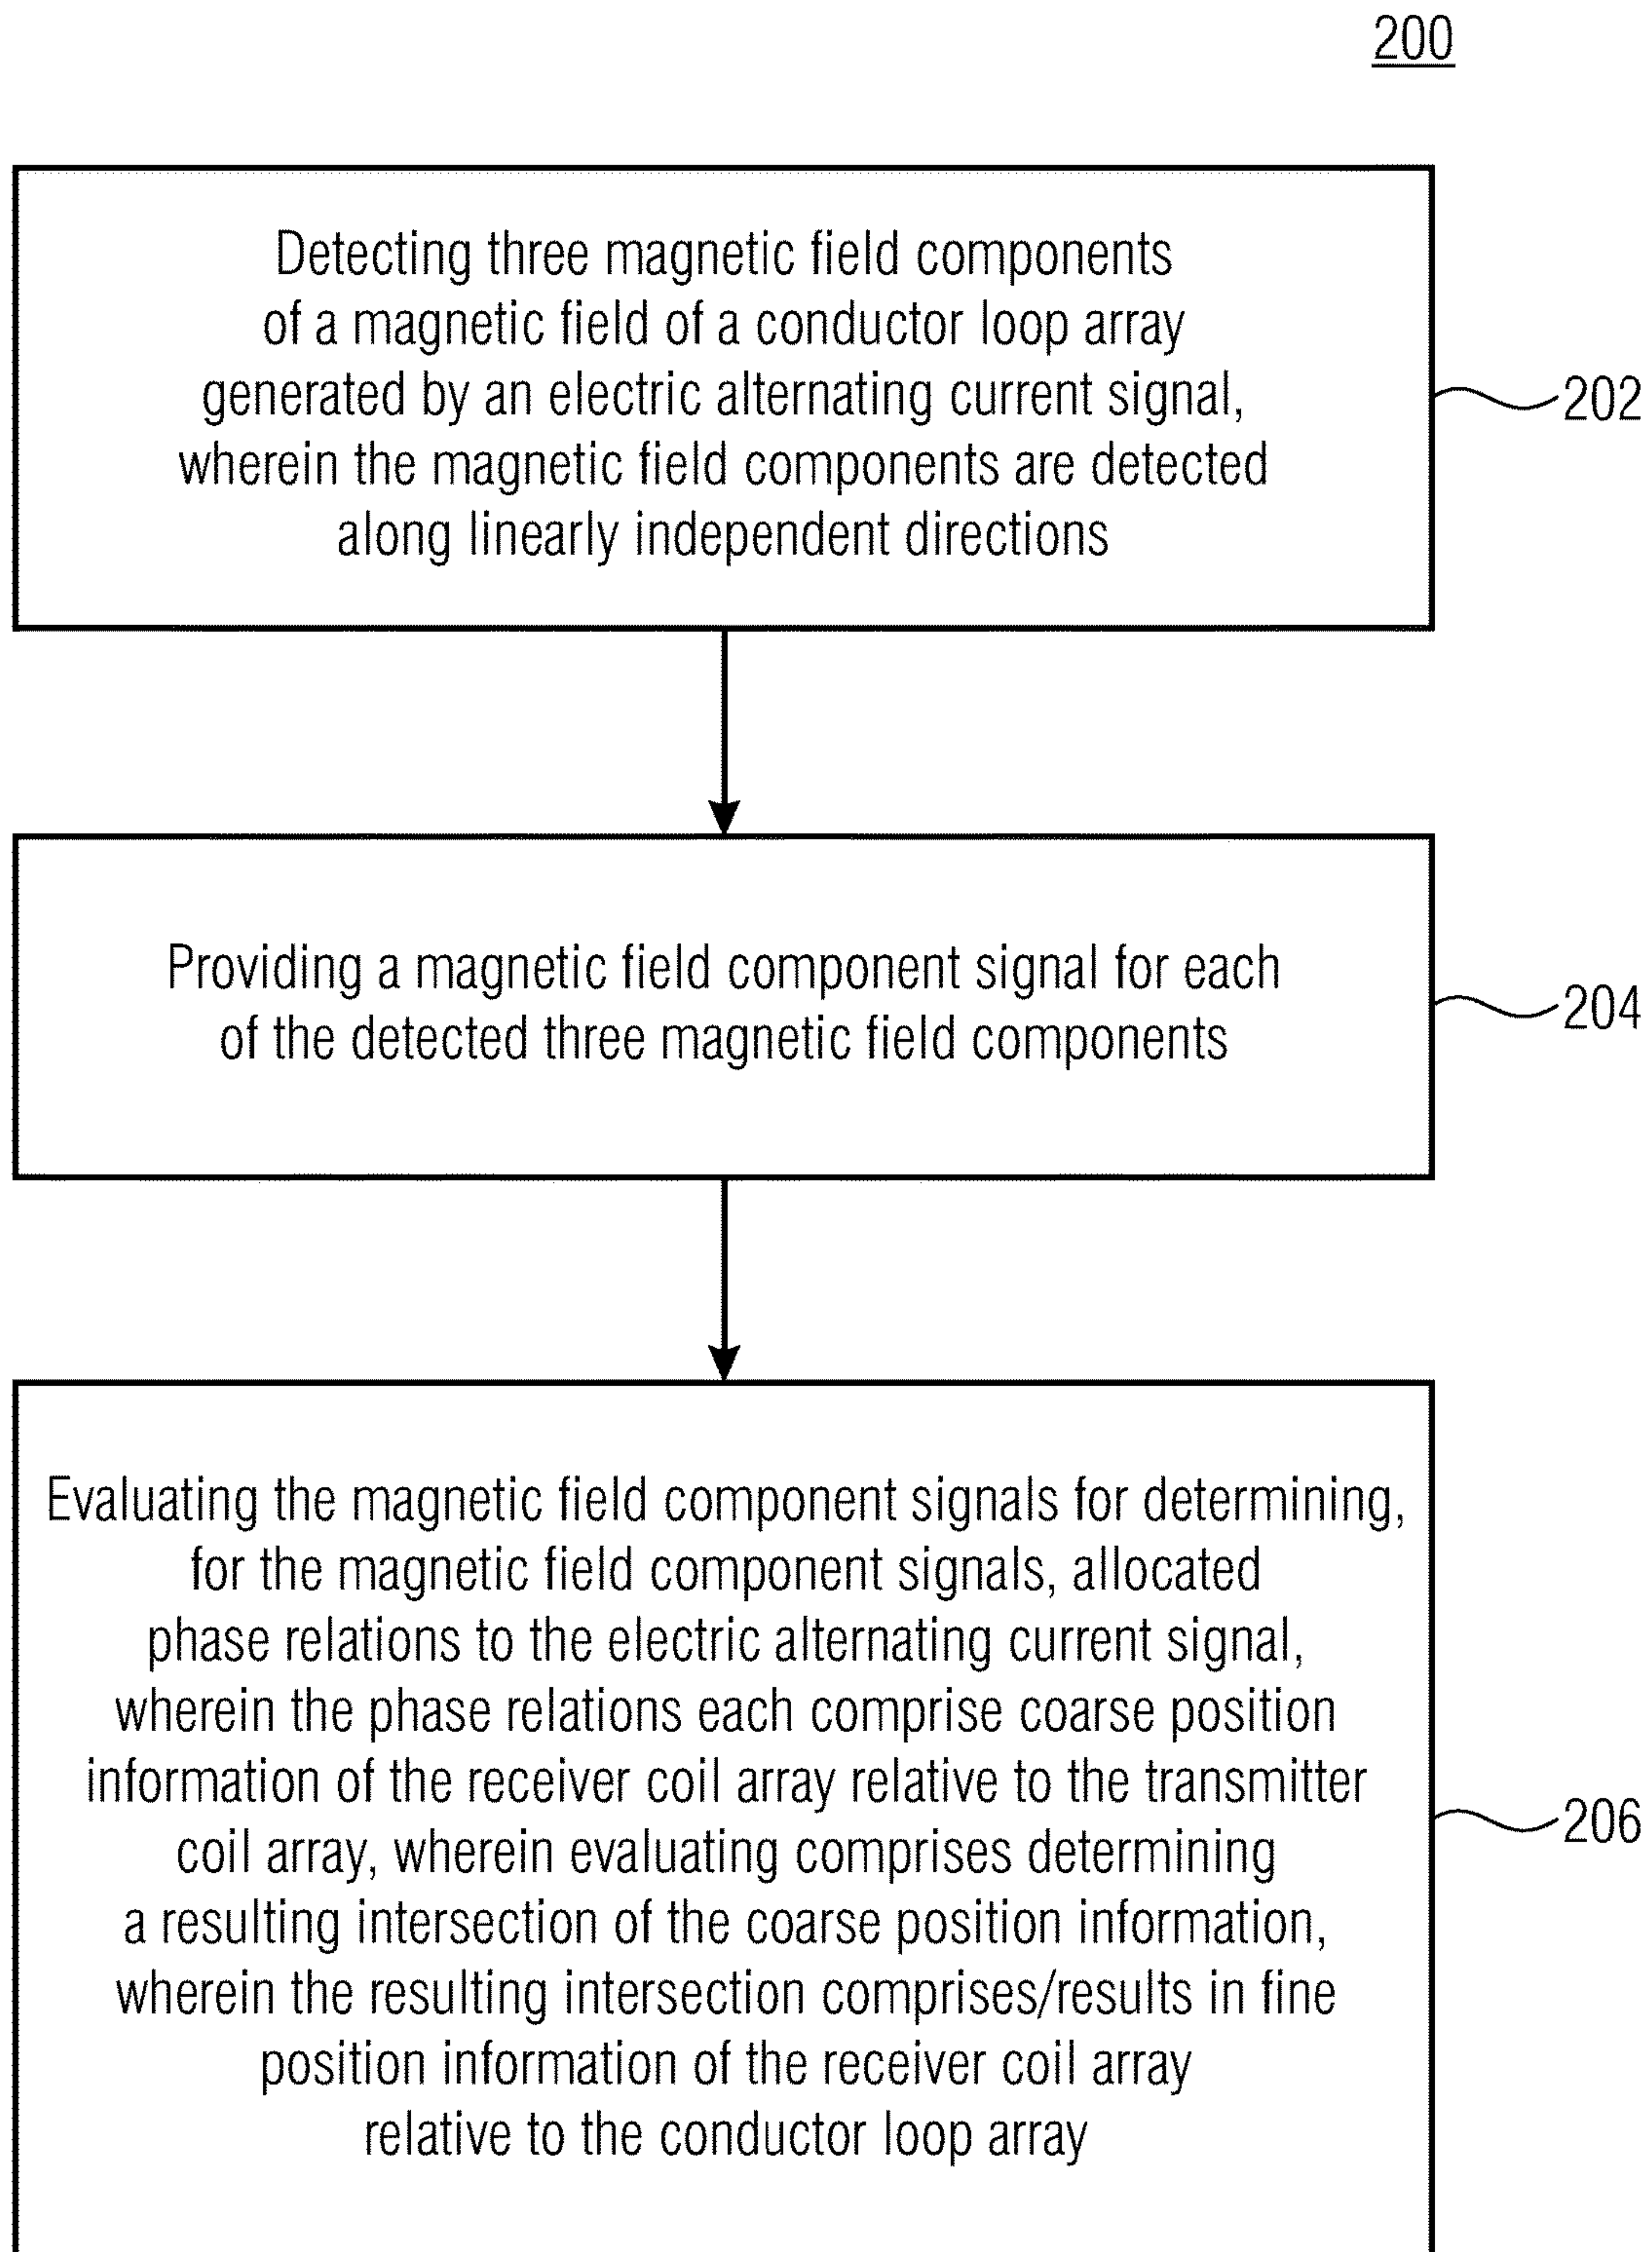 200
Detecting three magnetic field components
of a magnetic field of a conductor loop array
generated by an electric alternating current signal,
wherein the magnetic field components are detected
along linearly independent directions
202
Providing a magnetic field component signal for each
of the detected three magnetic field components
204
Evaluating the magnetic field component signals for determining,
for the magnetic field component signals, allocated
phase relations to the electric alternating current signal,
wherein the phase relations each comprise coarse position
information of the receiver coil array relative to the transmitter
coil array, wherein evaluating comprises determining
a resulting intersection of the coarse position information,
wherein the resulting intersection comprises/results in fine
position information of the receiver coil array
relative to the conductor loop array
206